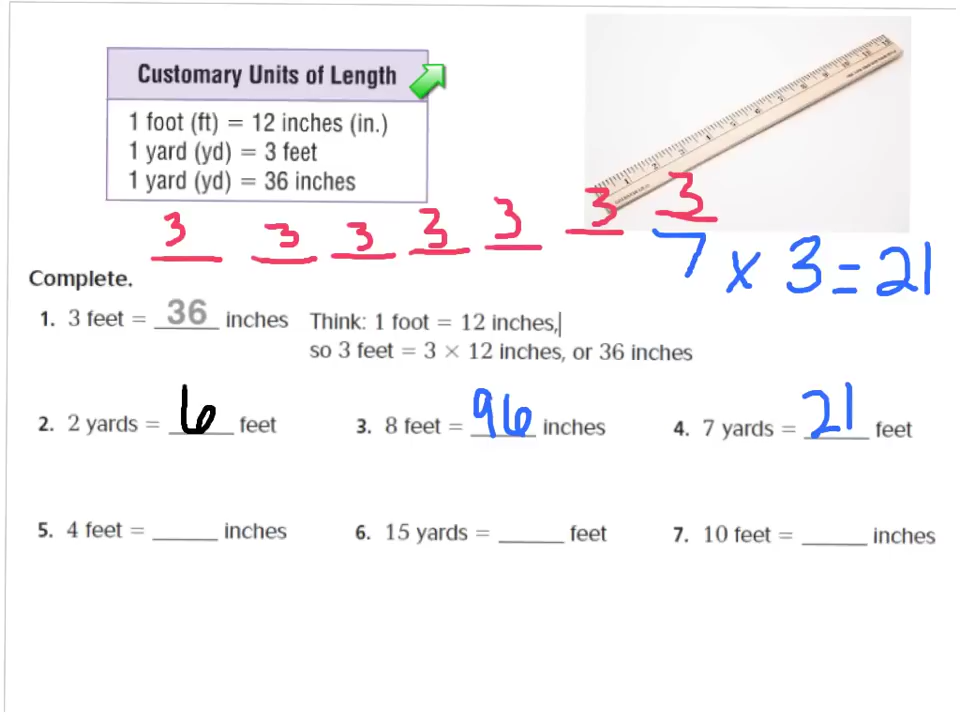 Customary Units of Length
1 foot (ft) = 12 inches (in.)
1 yard (yd) = 3 feet
1 yard (yd) = 36 inches
3 3 3 3 3 3 3
7 x 3 = 21
Complete.
1. 3 feet = 36 inches Think: 1 foot = 12 inches,
so 3 feet = 3 × 12 inches, or 36 inches
2. 2 yards = 6 feet 3. 8 feet = 96 inches 4. 7 yards = 21 feet
5. 4 feet = ______ inches 6. 15 yards = ______ feet 7. 10 feet = ______ inches